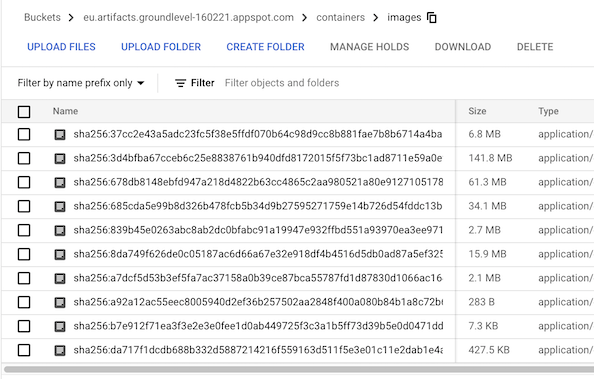 Buckets > eu.artifacts.groundlevel-160221.appspot.com > containers > images
UPLOAD FILES UPLOAD FOLDER CREATE FOLDER MANAGE HOLDS DOWNLOAD DELETE
Filter by name prefix only Filter Filter objects and folders
Name Size Type
sha256:37cc2e43a5adc23fc5f38e5ffdf070b64c98d9cc8b881fae7b8b6714a4ba 6.8 MB application/
sha256:3d4bfba67cceb6c25e8838761b940dfd8172015f5f73bc1ad8711e59a0e 141.8 MB application/
sha256:678db8148ebfd947a218d4822b63cc4865c2aa980521a80e9127105178 61.3 MB application/
sha256:685cda5e99b8d326b478fcb5b34d9b27595271759e14b726d54fddc13b 34.1 MB application/
sha256:839b45e0263abc8ab2dc0bfabc91a19947e932ffbd551a93970ea3ee971 2.7 MB application/
sha256:8da749f626de0c05187ac6d66a67e32e918df4b4516d5db0ad87a5ef325 15.9 MB application/
sha256:a7dcf5d53b3ef5fa7ac37158a0b39ce87bca55787fd1d87830d1066ac16 2.1 MB application/
sha256:a92a12ac55eec8005940d2ef36b257502aa2848f400a080b84b1a8c72b 283 B application/
sha256:b7e912f71ea3f3e2e3e0fee1d0ab449725f3c3a1b5ff73d39b5e0d0471dd 7.3 KB application/
sha256:da717f1dcdb688b332d5887214216f559163d511f5e3e01c11e2dab1e4 427.5 KB application/